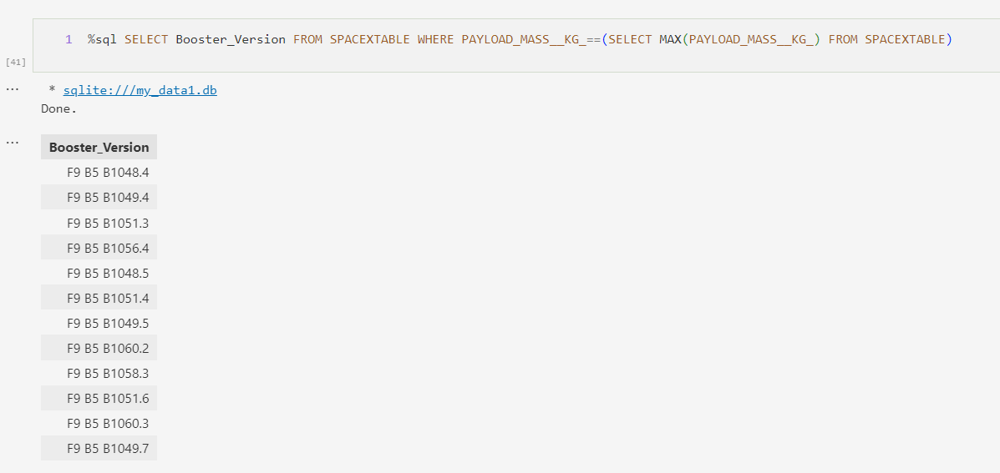 1 %sql SELECT Booster_Version FROM SPACEXTABLE WHERE PAYLOAD_MASS__KG_==(SELECT MAX(PAYLOAD_MASS__KG_) FROM SPACEXTABLE)
[41]
... * sqlite:///my_data1.db
Done.
...
Booster_Version
F9 B5 B1048.4
F9 B5 B1049.4
F9 B5 B1051.3
F9 B5 B1056.4
F9 B5 B1048.5
F9 B5 B1051.4
F9 B5 B1049.5
F9 B5 B1060.2
F9 B5 B1058.3
F9 B5 B1051.6
F9 B5 B1060.3
F9 B5 B1049.7